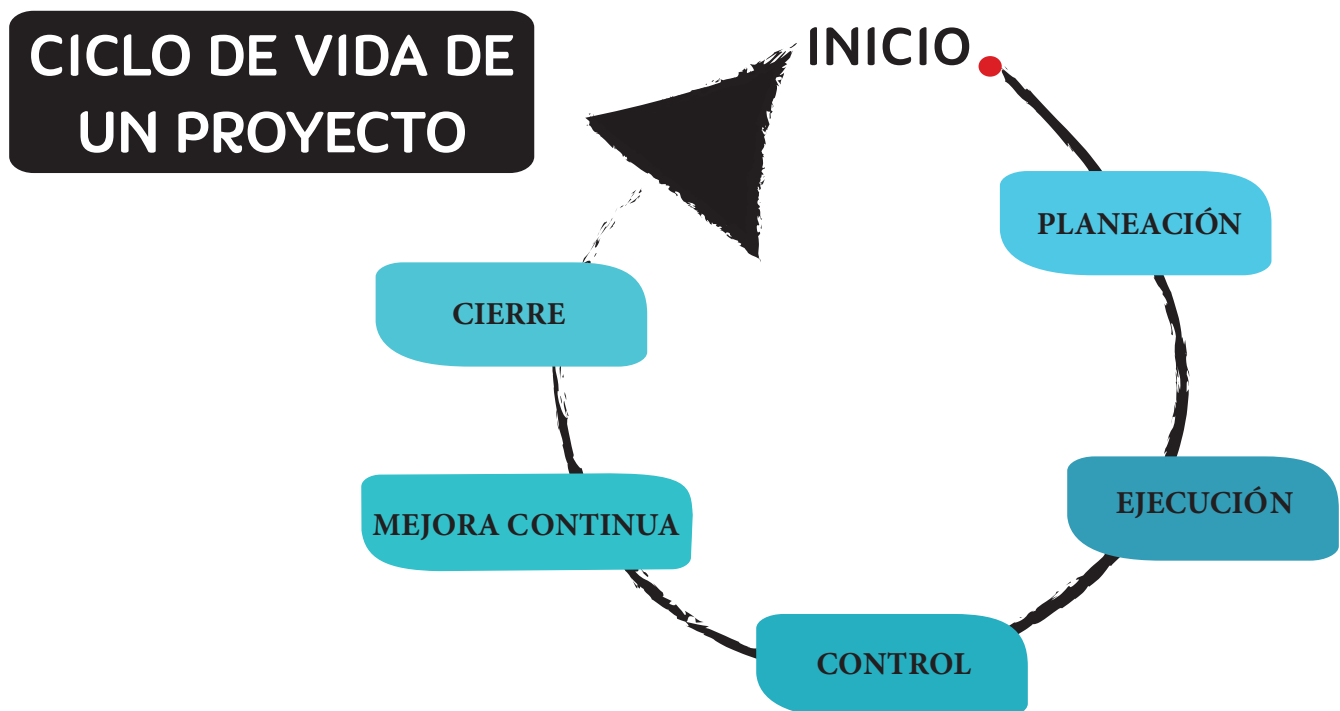 CICLO DE VIDA DE
UN PROYECTO
INICIO
PLANEACIÓN
EJECUCIÓN
CONTROL
MEJORA CONTINUA
CIERRE